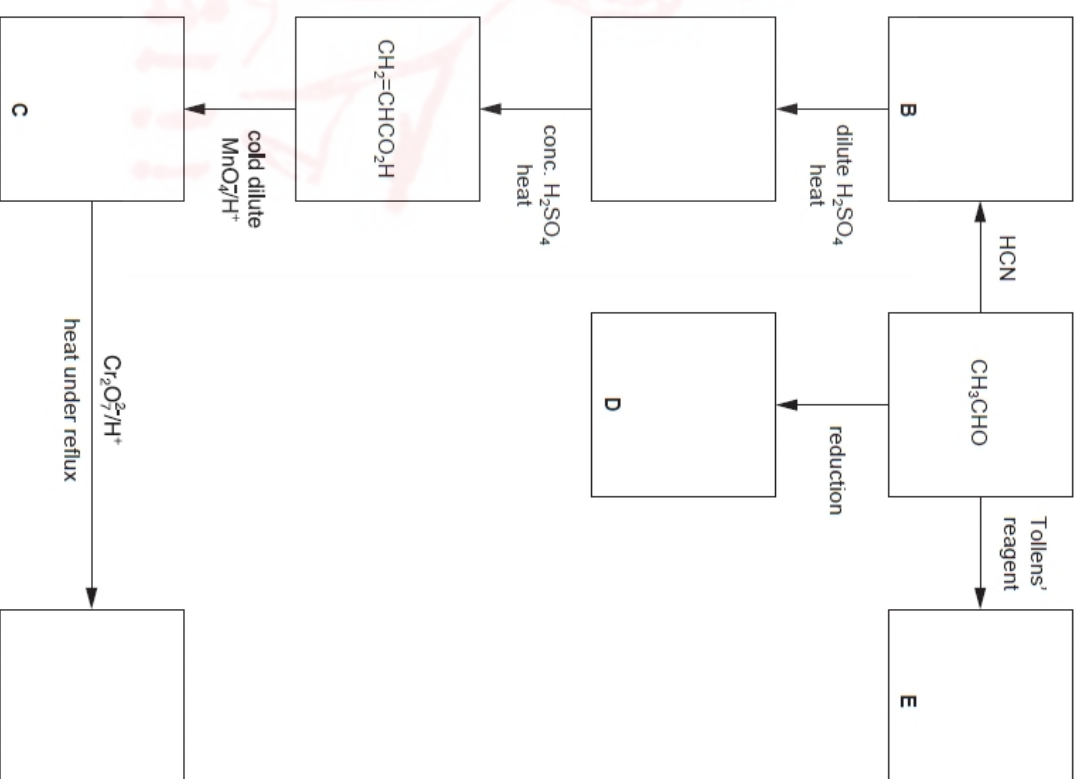 HCN
CH₃CHO
Tollens'
reagent
B
E
dilute H₂SO₄
heat
reduction
D
conc. H₂SO₄
heat
CH₂=CHCO₂H
cold dilute
MnO₄⁻/H⁺
C
Cr₂O₇²⁻/H⁺
heat under reflux